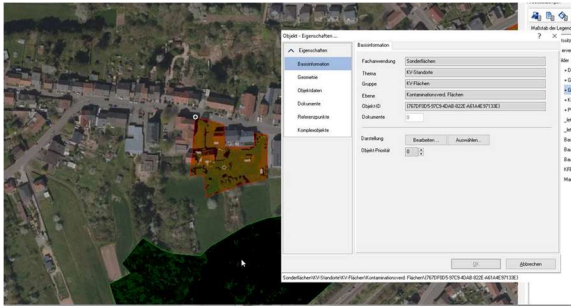 Maßstab der Legend
Objekt - Eigenschaften ...
? ×
Eigenschaften
Basisinformation
Geometrie
Objektdaten
Dokumente
Referenzpunkte
Komplexobjekte
Basisinformation
Fachanwendung Sonderflächen
Thema KV-Standorte
Gruppe KV-Flächen
Ebene Kontaminationsverd. Flächen
Objekt-ID
Dokumente 0
Darstellung Bearbeiten... Auswählen...
Objekt-Priorität 0
OK Abbrechen